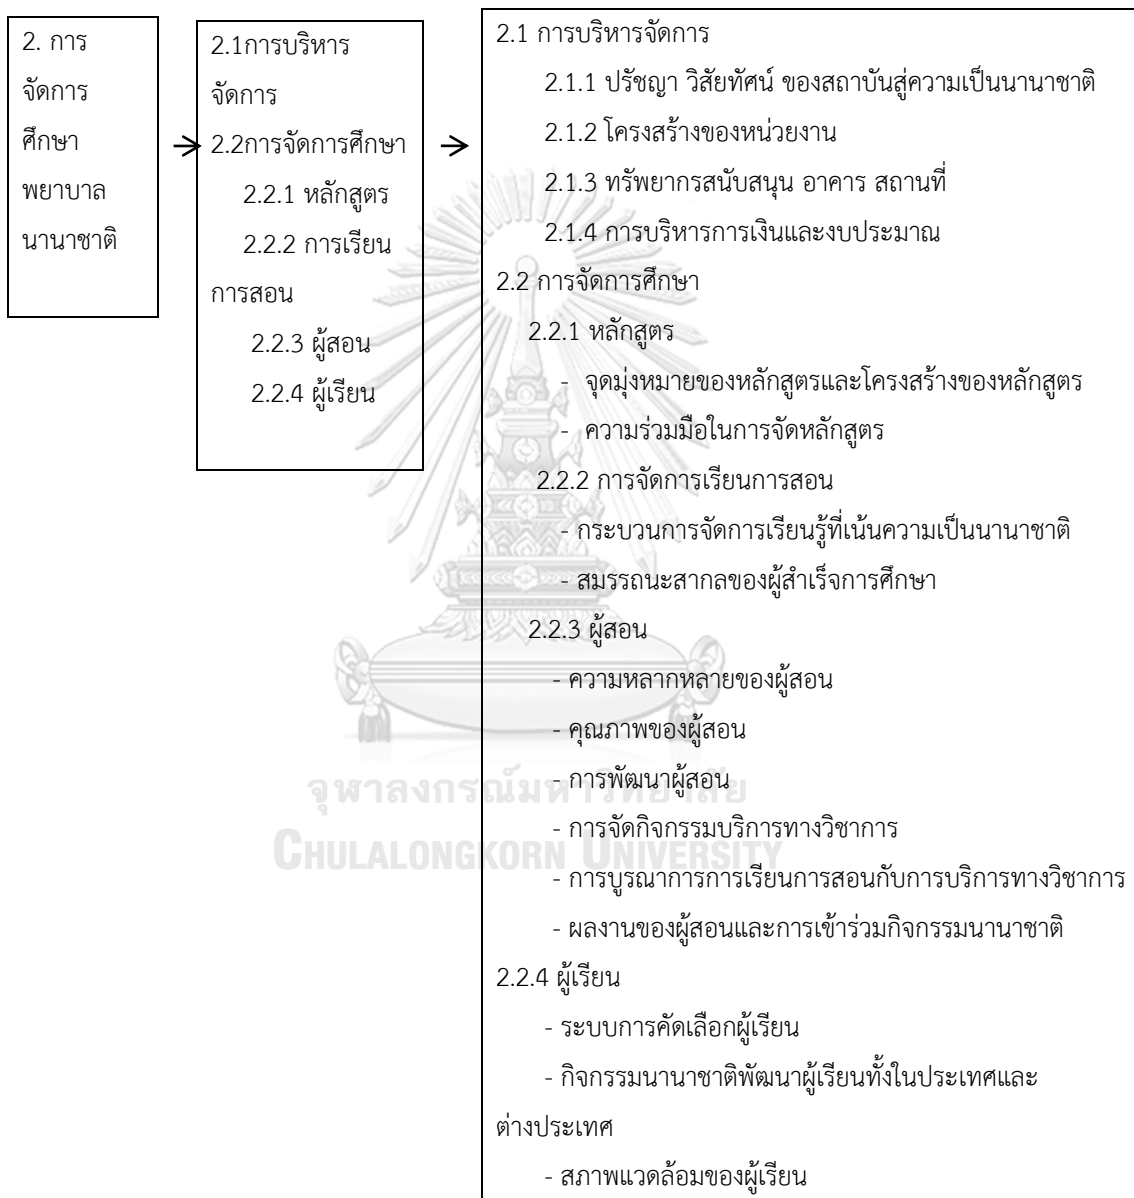 2. การ
จัดการ
ศึกษา
พยาบาล
นานาชาติ
2.1การบริหาร
จัดการ
2.2การจัดการศึกษา
2.2.1 หลักสูตร
2.2.2 การเรียน
การสอน
2.2.3 ผู้สอน
2.2.4 ผู้เรียน
2.1 การบริหารจัดการ
2.1.1 ปรัชญา วิสัยทัศน์ ของสถาบันสู่ความเป็นนานาชาติ
2.1.2 โครงสร้างของหน่วยงาน
2.1.3 ทรัพยากรสนับสนุน อาคาร สถานที่
2.1.4 การบริหารการเงินและงบประมาณ
2.2 การจัดการศึกษา
2.2.1 หลักสูตร
- จุดมุ่งหมายของหลักสูตรและโครงสร้างของหลักสูตร
- ความร่วมมือในการจัดหลักสูตร
2.2.2 การจัดการเรียนการสอน
- กระบวนการจัดการเรียนรู้ที่เน้นความเป็นนานาชาติ
- สมรรถนะสากลของผู้สำเร็จการศึกษา
2.2.3 ผู้สอน
- ความหลากหลายของผู้สอน
- คุณภาพของผู้สอน
- การพัฒนาผู้สอน
- การจัดกิจกรรมบริการทางวิชาการ
- การบูรณาการการเรียนการสอนกับการบริการทางวิชาการ
- ผลงานของผู้สอนและการเข้าร่วมกิจกรรมนานาชาติ
2.2.4 ผู้เรียน
- ระบบการคัดเลือกผู้เรียน
- กิจกรรมนานาชาติพัฒนาผู้เรียนทั้งในประเทศและ
ต่างประเทศ
- สภาพแวดล้อมของผู้เรียน
จุฬาลงกรณ์มหาวิทยาลัย
CHULALONGKORN UNIVERSITY